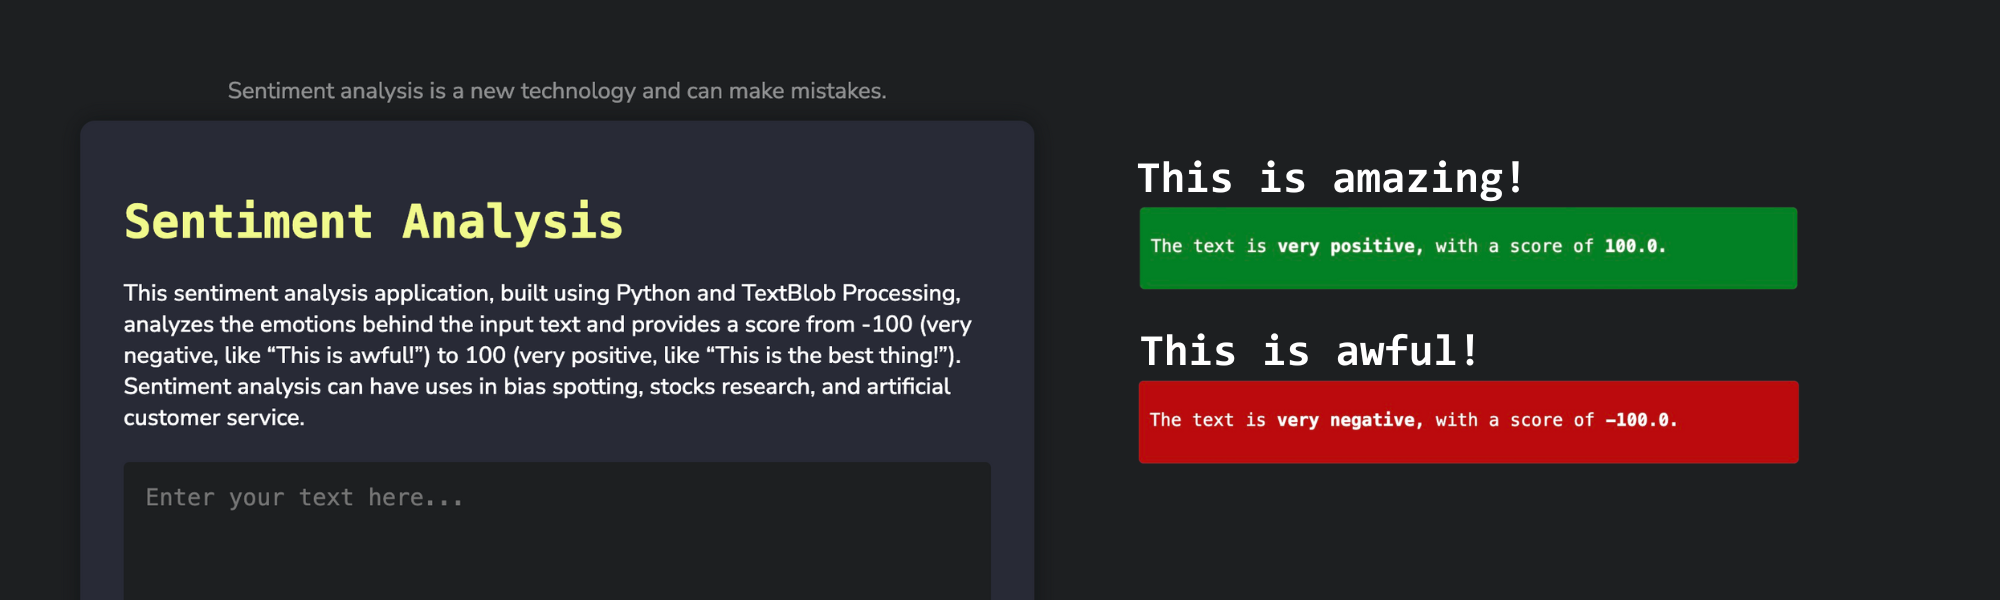 Sentiment analysis is a new technology and can make mistakes.
Sentiment Analysis
This sentiment analysis application, built using Python and TextBlob Processing,
analyzes the emotions behind the input text and provides a score from -100 (very
negative, like “This is awful!”) to 100 (very positive, like “This is the best thing!”).
Sentiment analysis can have uses in bias spotting, stocks research, and artificial
customer service.
Enter your text here...
This is amazing!
The text is very positive, with a score of 100.0.
This is awful!
The text is very negative, with a score of -100.0.